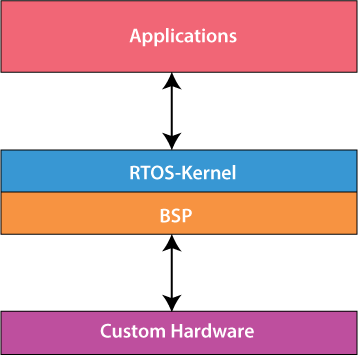 Applications
RTOS-Kernel
BSP
Custom Hardware